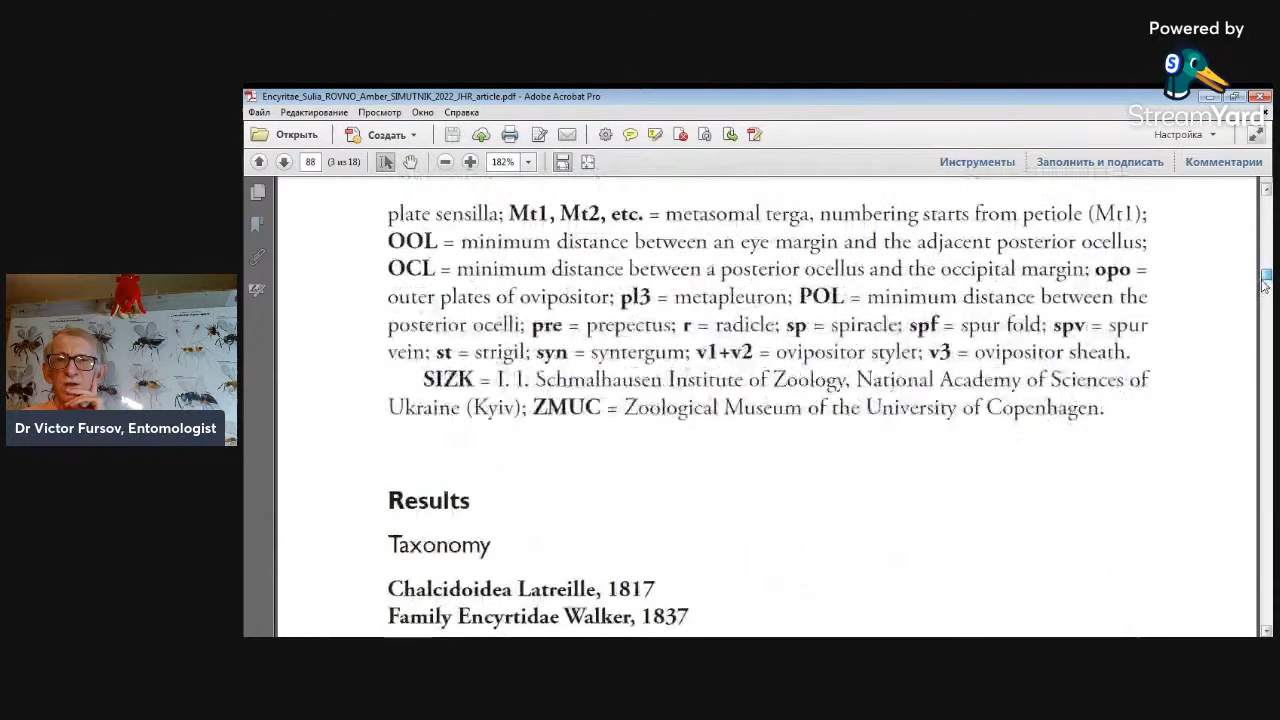 Powered by
S
StreamYard
Encyritae_Sulia_ROVNO_Amber_SIMUTNIK_2022_JHR_article.pdf - Adobe Acrobat Pro
Файл Редактирование Просмотр Окно Справка
Открыть Создать Настройка
88 (3 из 18) 182% Инструменты Заполнить и подписать Комментарии
plate sensilla; Mt1, Mt2, etc. = metasomal terga, numbering starts from petiole (Mt1);
OOL = minimum distance between an eye margin and the adjacent posterior ocellus;
OCL = minimum distance between a posterior ocellus and the occipital margin; opo =
outer plates of ovipositor; pl3 = metapleuron; POL = minimum distance between the
posterior ocelli; pre = prepectus; r = radicle; sp = spiracle; spf = spur fold; spv = spur
vein; st = strigil; syn = syntergum; v1+v2 = ovipositor styler; v3 = ovipositor sheath.
SIZK = I. I. Schmalhausen Institute of Zoology, National Academy of Sciences of
Ukraine (Kyiv); ZMUC = Zoological Museum of the University of Copenhagen.
Results
Taxonomy
Chalcidoidea Latreille, 1817
Family Encyrtidae Walker, 1837
Dr Victor Fursov, Entomologist